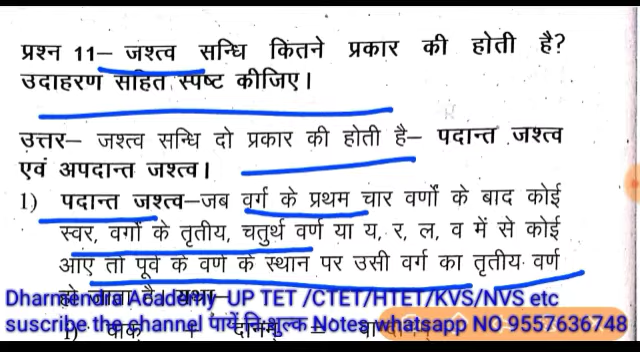 प्रश्न 11– जश्त्व सन्धि कितने प्रकार की होती है?
उदाहरण सहित स्पष्ट कीजिए।
उत्तर– जश्त्व सन्धि दो प्रकार की होती है– पदान्त जश्त्व
एवं अपदान्त जश्त्व।
1) पदान्त जश्त्व–जब वर्ग के प्रथम चार वर्णों के बाद कोई
स्वर, वर्गों के तृतीय, चतुर्थ वर्ण या य, र, ल, व में से कोई
आए तो पूर्व के वर्ण के स्थान पर उसी वर्ग का तृतीय वर्ण
हो जाता है। यथा–
Dharmendra Academy-UP TET /CTET/HTET/KVS/NVS etc
suscribe the channel पायें नि:शुल्क Notes whatsapp NO 9557636748